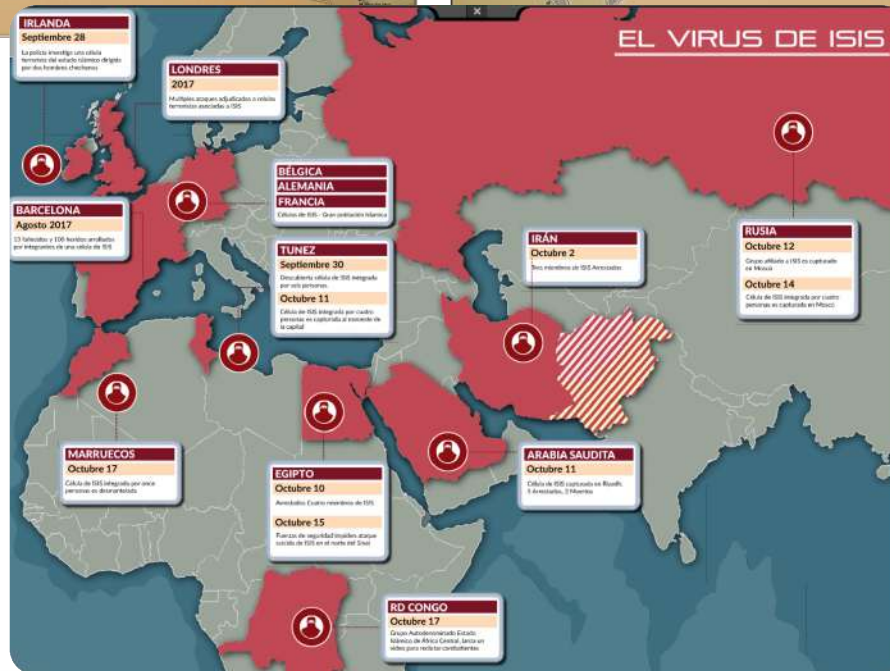 EL VIRUS DE ISIS
IRLANDA
Septiembre 28
La policía investiga una célula
terrorista del estado islámico dirigida
por dos hombres chechenos
LONDRES
2017
Multiples ataques adjudicados a células
terroristas asociadas a ISIS
BÉLGICA
ALEMANIA
FRANCIA
Células de ISIS - Gran población Islamica
BARCELONA
Agosto 2017
por integrantes de una célula de ISIS
TUNEZ
Septiembre 30
Descubierta célula de ISIS integrada
por seis personas.
Octubre 11
Célula de ISIS integrada por cuatro
personas es capturada al noroeste de
la capital
IRÁN
Octubre 2
Tres miembros de ISIS Arrestados
RUSIA
Octubre 12
Grupo afiliado a ISIS es capturado
en Moscú
Octubre 14
Célula de ISIS integrada por cuatro
personas es capturada en Moscú
MARRUECOS
Octubre 17
Célula de ISIS integrada por once
personas es desmantelada
EGIPTO
Octubre 10
Arrestados Cuatro miembros de ISIS
Octubre 15
Fuerzas de seguridad impiden ataque
suicida de ISIS en el norte del Sinaí
ARABIA SAUDITA
Octubre 11
Célula de ISIS capturada en Riyadh.
5 Arrestados, 2 Muertos
RD CONGO
Octubre 17
Grupo Autodenominado Estado
Islámico de África Central, lanza un
video para reclutar combatientes